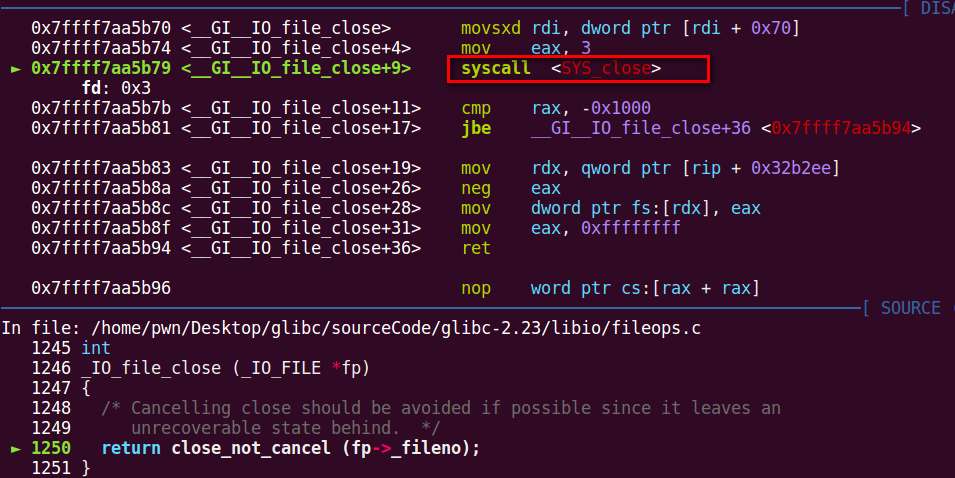 [ DISA
0x7ffff7aa5b70 <__GI__IO_file_close> movsxd rdi, dword ptr [rdi + 0x70]
0x7ffff7aa5b74 <__GI__IO_file_close+4> mov eax, 3
► 0x7ffff7aa5b79 <__GI__IO_file_close+9> syscall <SYS_close>
fd: 0x3
0x7ffff7aa5b7b <__GI__IO_file_close+11> cmp rax, -0x1000
0x7ffff7aa5b81 <__GI__IO_file_close+17> jbe __GI__IO_file_close+36 <0x7ffff7aa5b94>
0x7ffff7aa5b83 <__GI__IO_file_close+19> mov rdx, qword ptr [rip + 0x32b2ee]
0x7ffff7aa5b8a <__GI__IO_file_close+26> neg eax
0x7ffff7aa5b8c <__GI__IO_file_close+28> mov dword ptr fs:[rdx], eax
0x7ffff7aa5b8f <__GI__IO_file_close+31> mov eax, 0xffffffff
0x7ffff7aa5b94 <__GI__IO_file_close+36> ret
0x7ffff7aa5b96 nop word ptr cs:[rax + rax]
[ SOURCE (
In file: /home/pwn/Desktop/glibc/sourceCode/glibc-2.23/libio/fileops.c
1245 int
1246 _IO_file_close (_IO_FILE *fp)
1247 {
1248 /* Cancelling close should be avoided if possible since it leaves an
1249 unrecoverable state behind. */
► 1250 return close_not_cancel (fp->_fileno);
1251 }